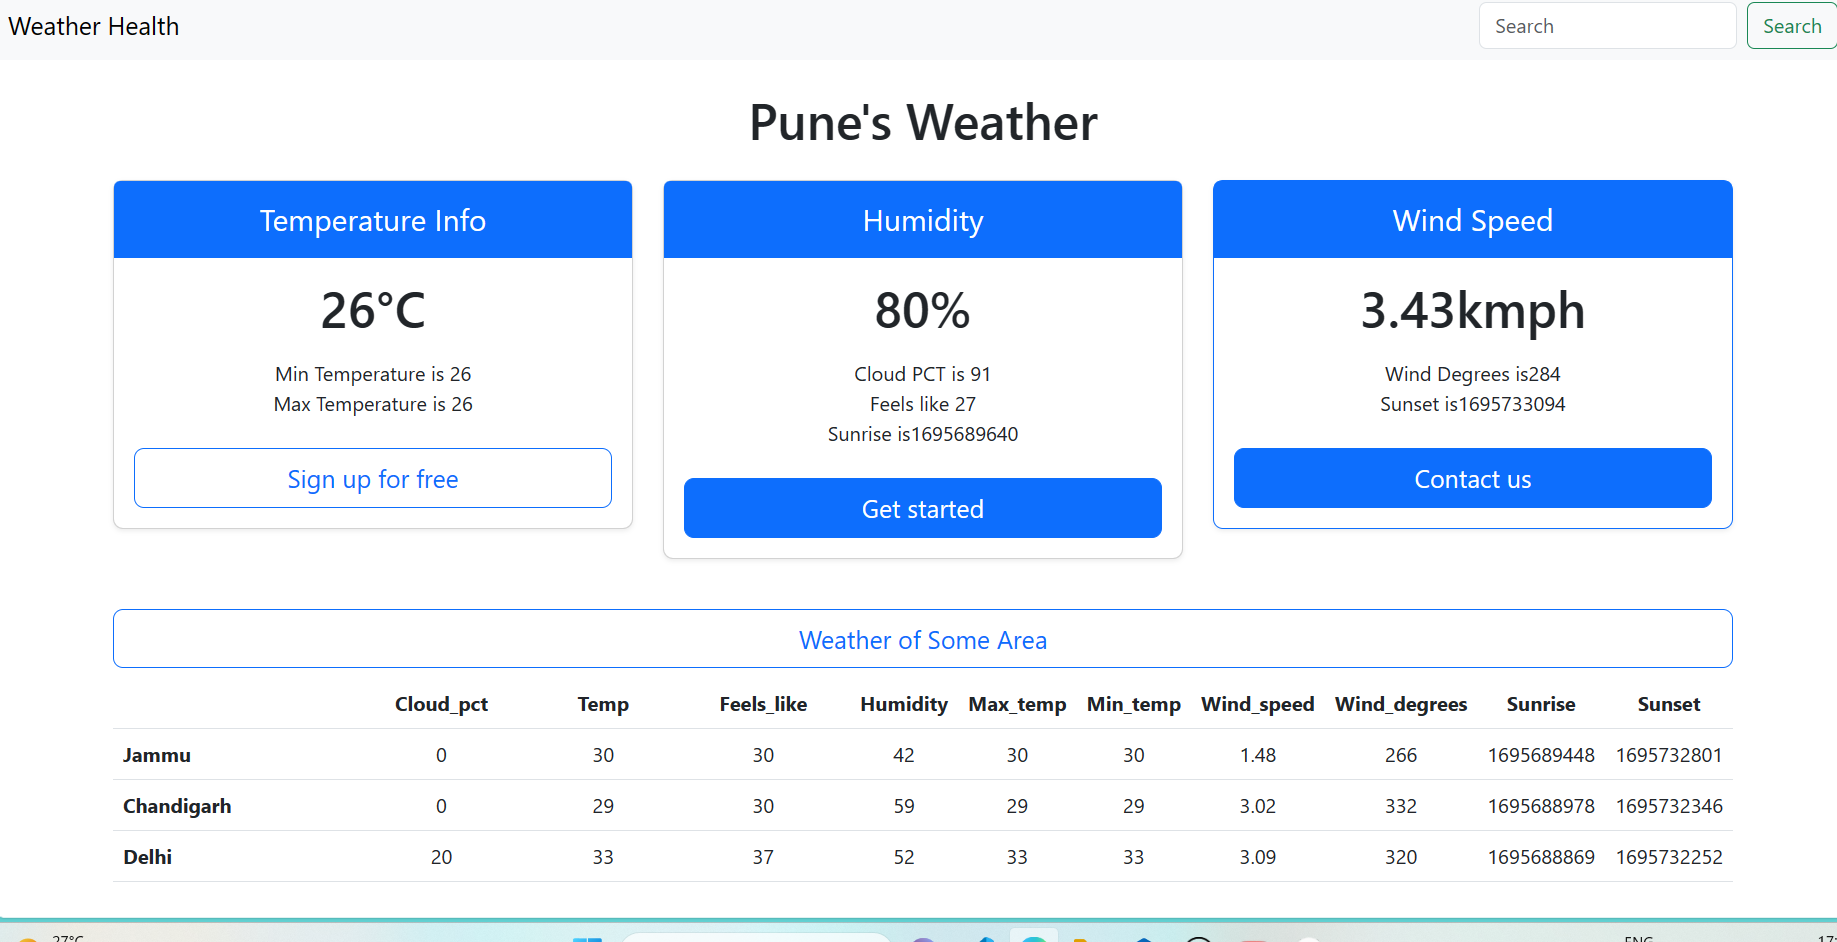 Weather Health
Search
Search
Pune's Weather
Temperature Info
26°C
Min Temperature is 26
Max Temperature is 26
Sign up for free
Humidity
80%
Cloud PCT is 91
Feels like 27
Sunrise is1695689640
Get started
Wind Speed
3.43kmph
Wind Degrees is284
Sunset is1695733094
Contact us
Weather of Some Area
Cloud_pct Temp Feels_like Humidity Max_temp Min_temp Wind_speed Wind_degrees Sunrise Sunset
Jammu 0 30 30 42 30 30 1.48 266 1695689448 1695732801
Chandigarh 0 29 30 59 29 29 3.02 332 1695688978 1695732346
Delhi 20 33 37 52 33 33 3.09 320 1695688869 1695732252
27°C
ENG